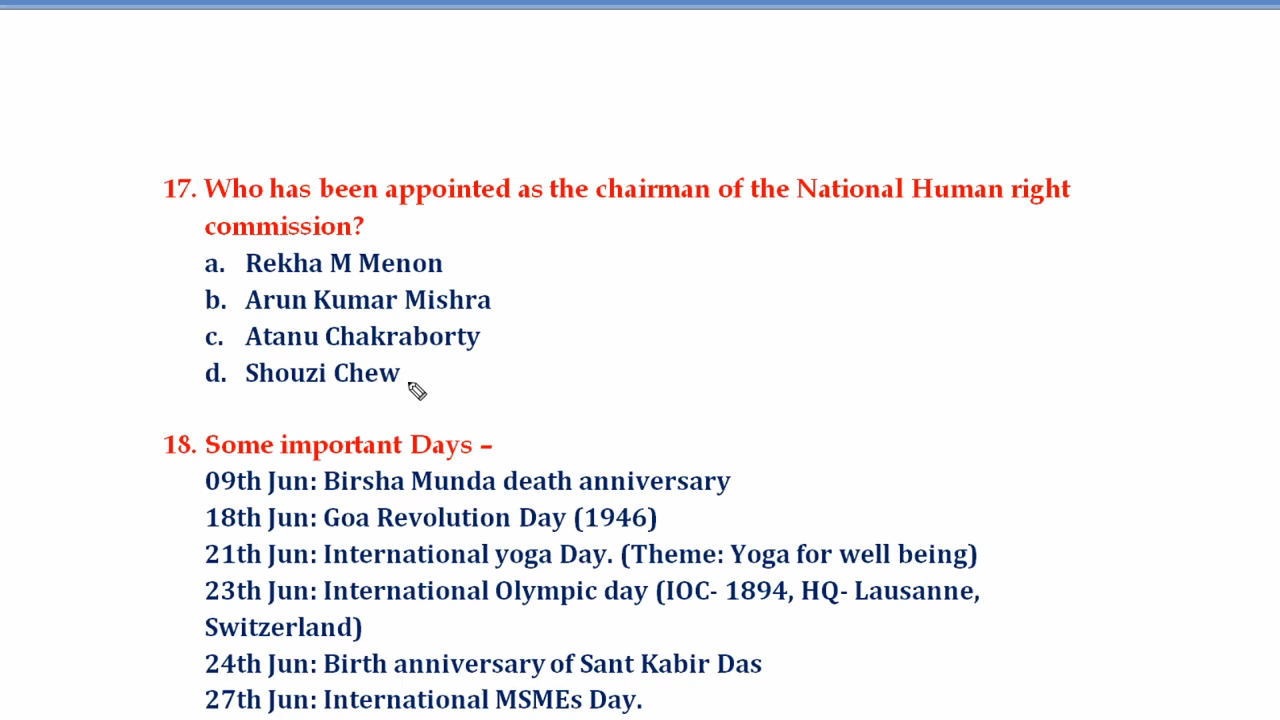 17. Who has been appointed as the chairman of the National Human right
commission?
a. Rekha M Menon
b. Arun Kumar Mishra
c. Atanu Chakraborty
d. Shouzi Chew
18. Some important Days –
09th Jun: Birsha Munda death anniversary
18th Jun: Goa Revolution Day (1946)
21th Jun: International yoga Day. (Theme: Yoga for well being)
23th Jun: International Olympic day (IOC- 1894, HQ- Lausanne,
Switzerland)
24th Jun: Birth anniversary of Sant Kabir Das
27th Jun: International MSMEs Day.